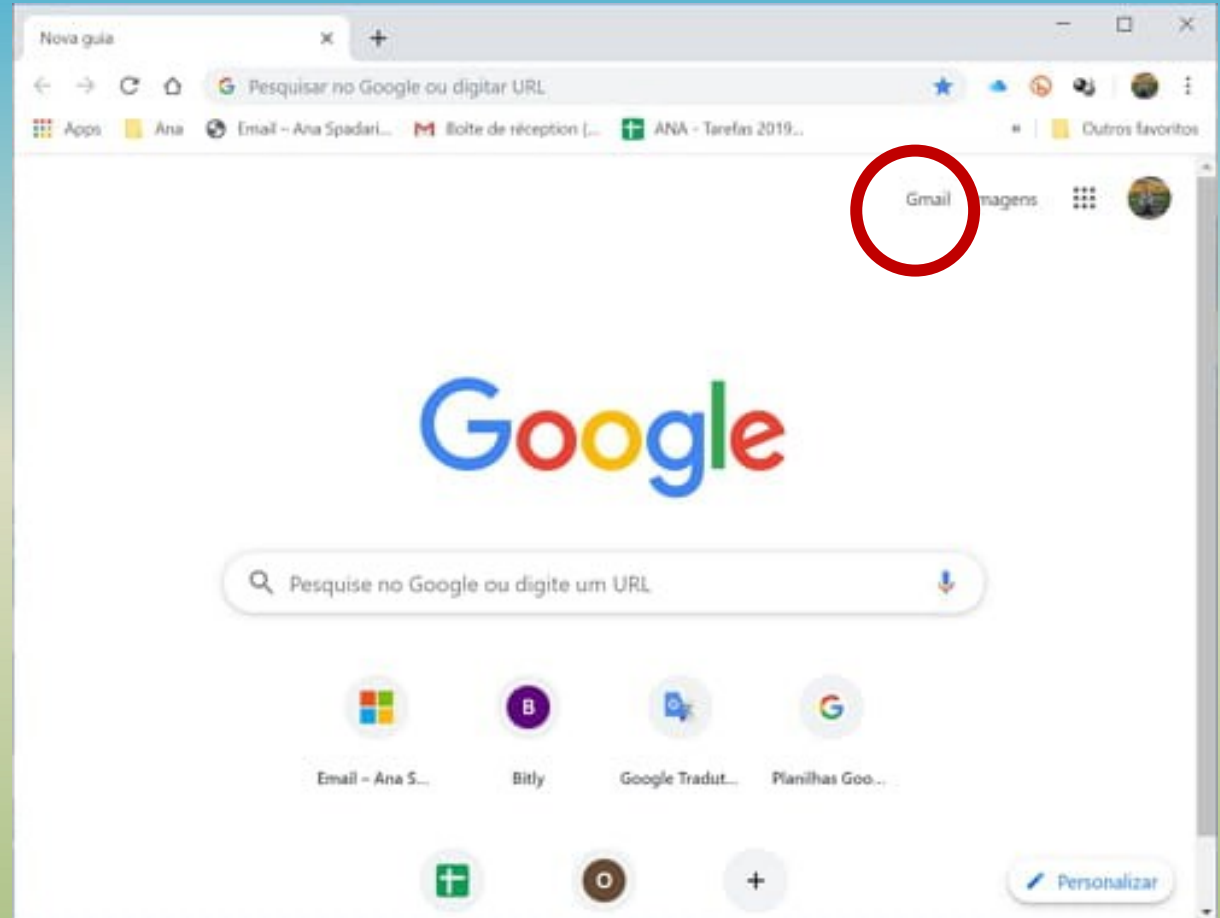 Nova guia
Pesquisar no Google ou digitar URL
Apps Ana Email – Ana Spadari... Boîte de réception (... ANA - Tarefas 2019... Outros favoritos
Gmail magens
Google
Pesquise no Google ou digite um URL
B
Email – Ana S... Bitly Google Tradut... Planilhas Goo...
O
Personalizar